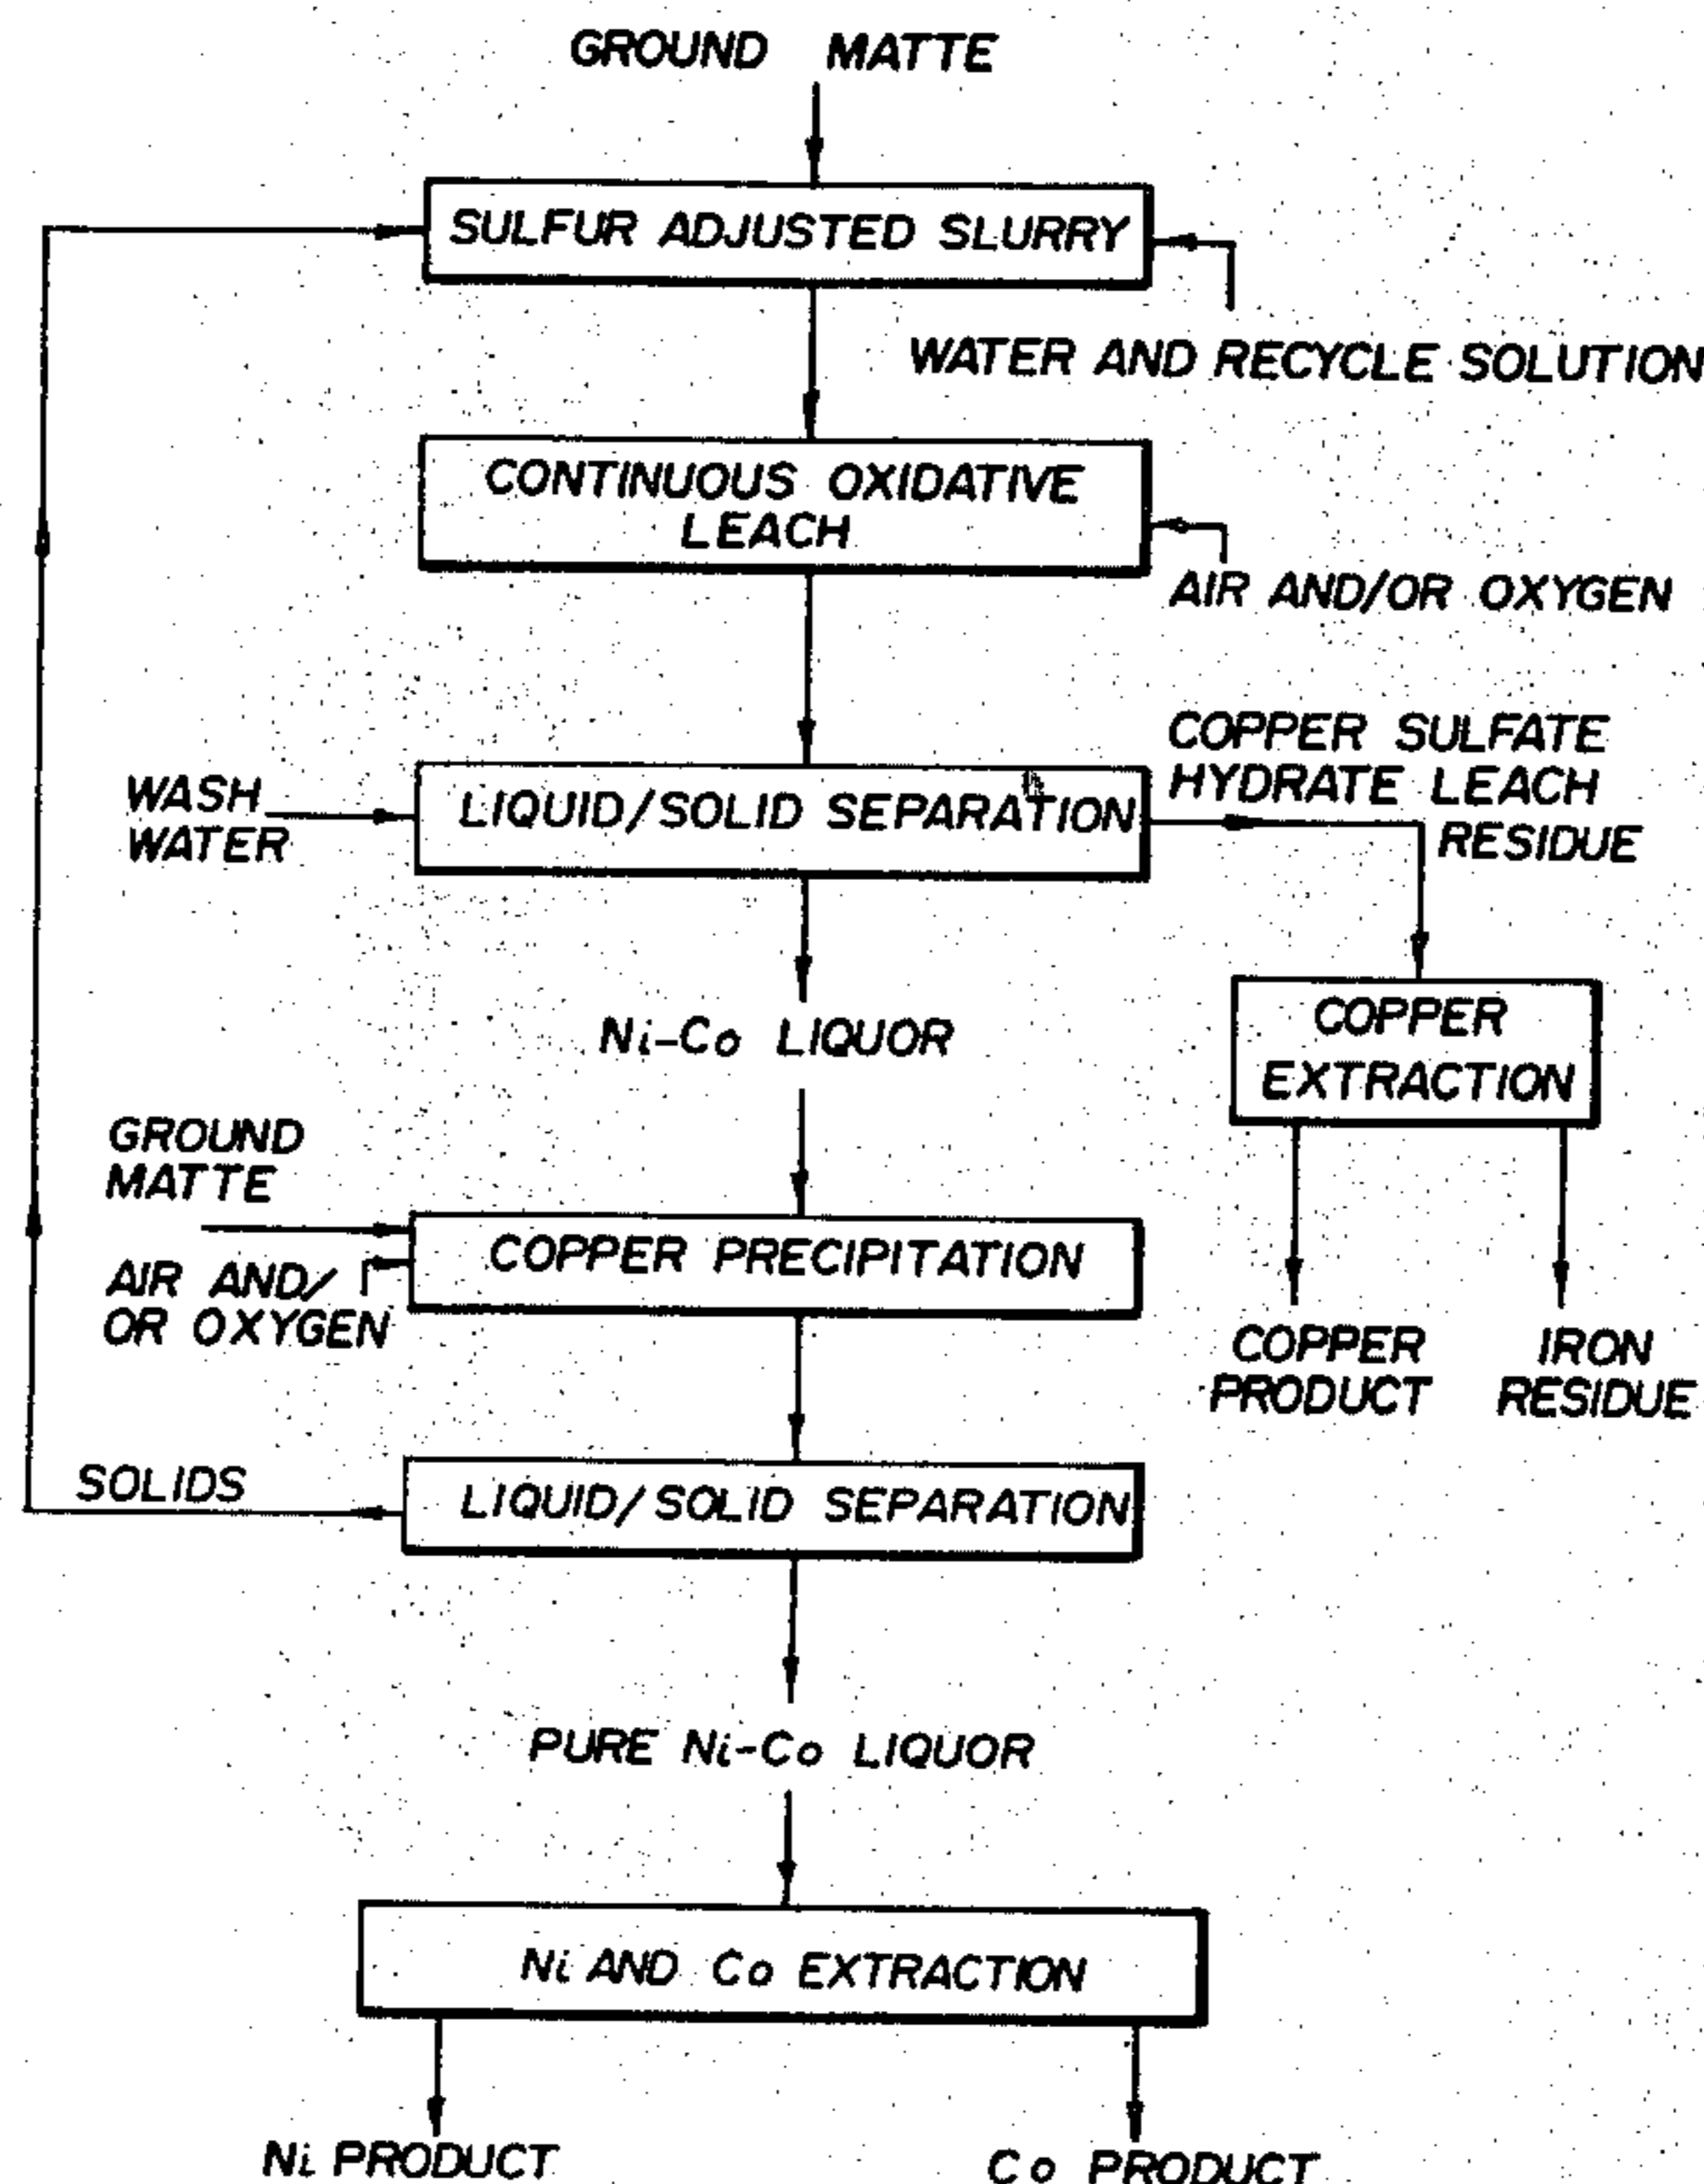 GROUND MATTE
SULFUR ADJUSTED SLURRY
WATER AND RECYCLE SOLUTION
CONTINUOUS OXIDATIVE
LEACH
AIR AND/OR OXYGEN
COPPER SULFATE
HYDRATE LEACH
RESIDUE
WASH
WATER
LIQUID/SOLID SEPARATION
Ni-Co LIQUOR
COPPER
EXTRACTION
GROUND
MATTE
AIR AND/
OR OXYGEN
COPPER PRECIPITATION
COPPER
PRODUCT
IRON
RESIDUE
SOLIDS
LIQUID/SOLID SEPARATION
PURE Ni-Co LIQUOR
Ni AND Co EXTRACTION
Ni PRODUCT
Co PRODUCT